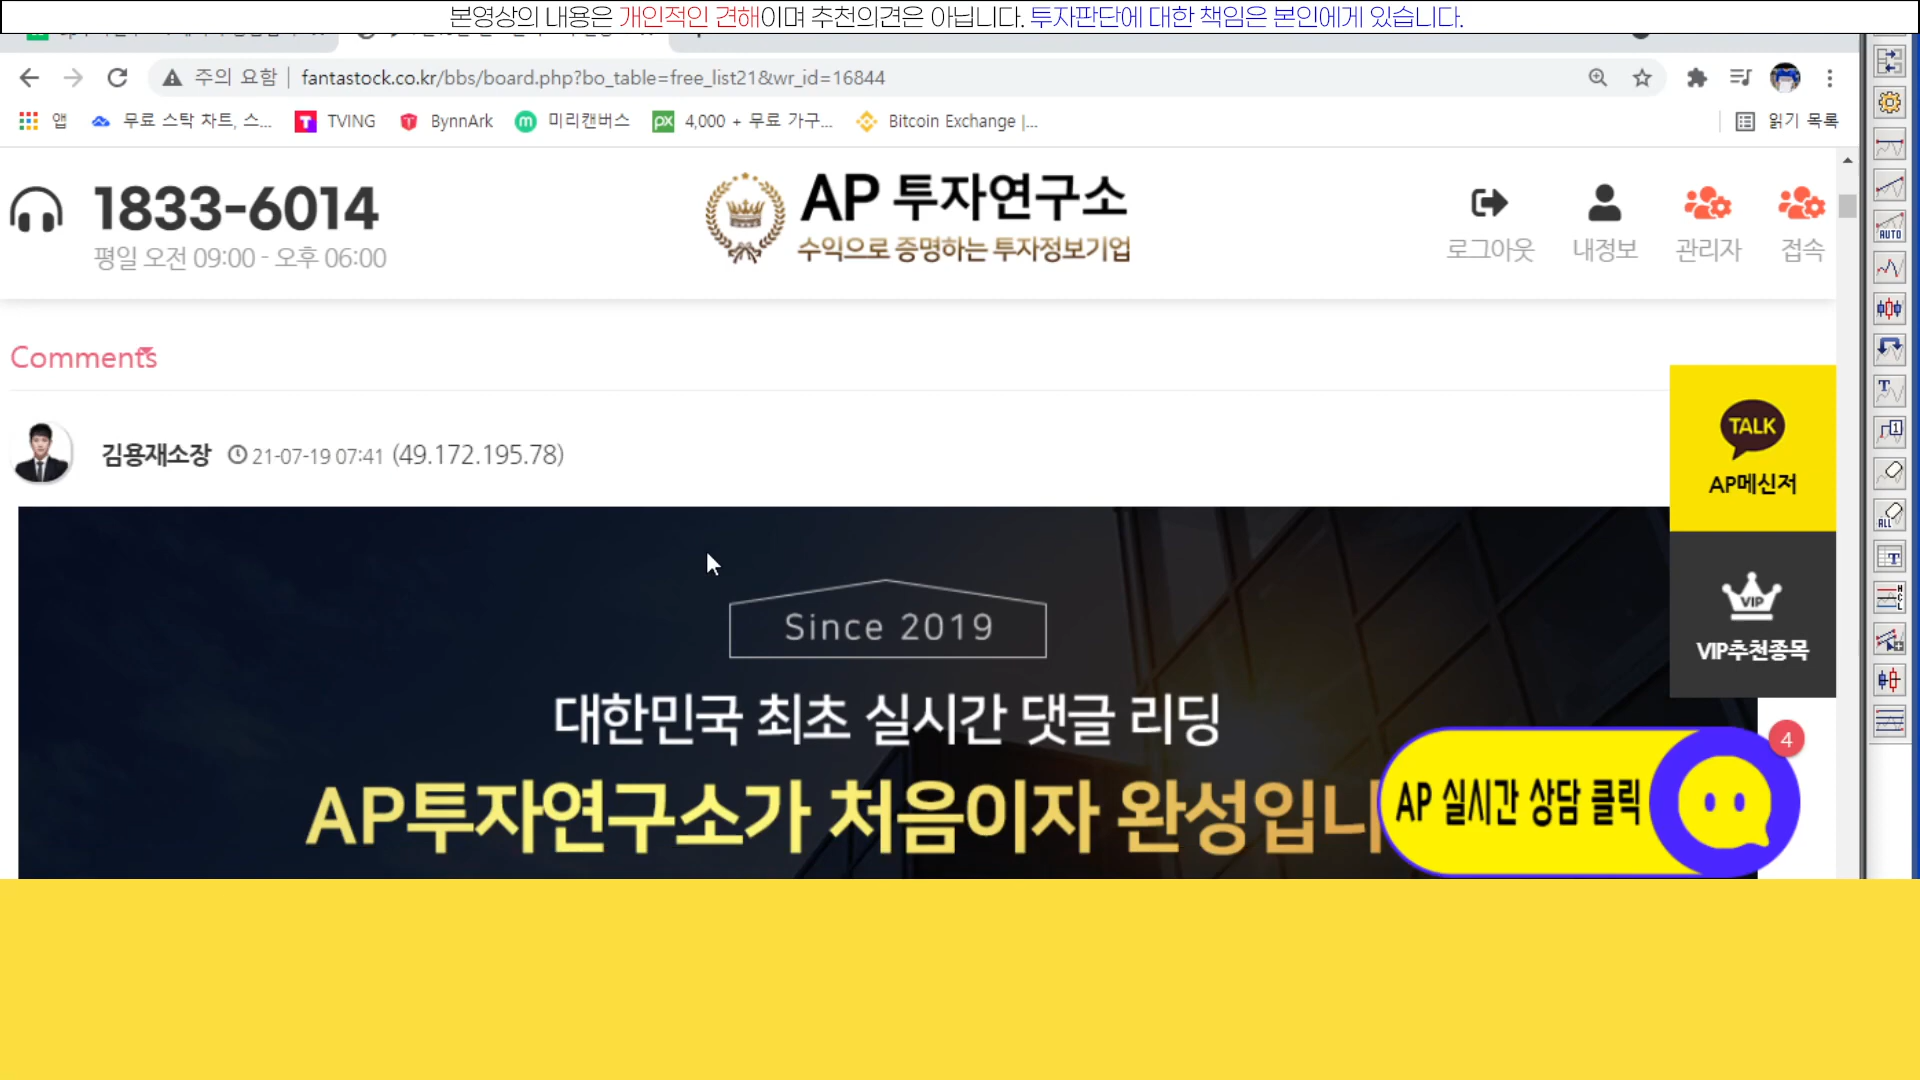 본영상의 내용은 개인적인 견해이며 추천의견은 아닙니다. 투자판단에 대한 책임은 본인에게 있습니다.
주의 요함 | fantastock.co.kr/bbs/board.php?bo_table=free_list21&wr_id=16844
앱 무료 스탁 차트, 스... TVING BynnArk 미리캔버스 4,000 + 무료 가구... Bitcoin Exchange |... 읽기 목록
1833-6014
평일 오전 09:00 - 오후 06:00
AP 투자연구소
수익으로 증명하는 투자정보기업
로그아웃 내정보 관리자 접속
Comments
김용재소장 21-07-19 07:41 (49.172.195.78)
TALK
AP메신저
VIP
VIP추천종목
Since 2019
대한민국 최초 실시간 댓글 리딩
AP투자연구소가 처음이자 완성입니
AP 실시간 상담 클릭
4
AUTO
T
1
ALL
T
H
C
L